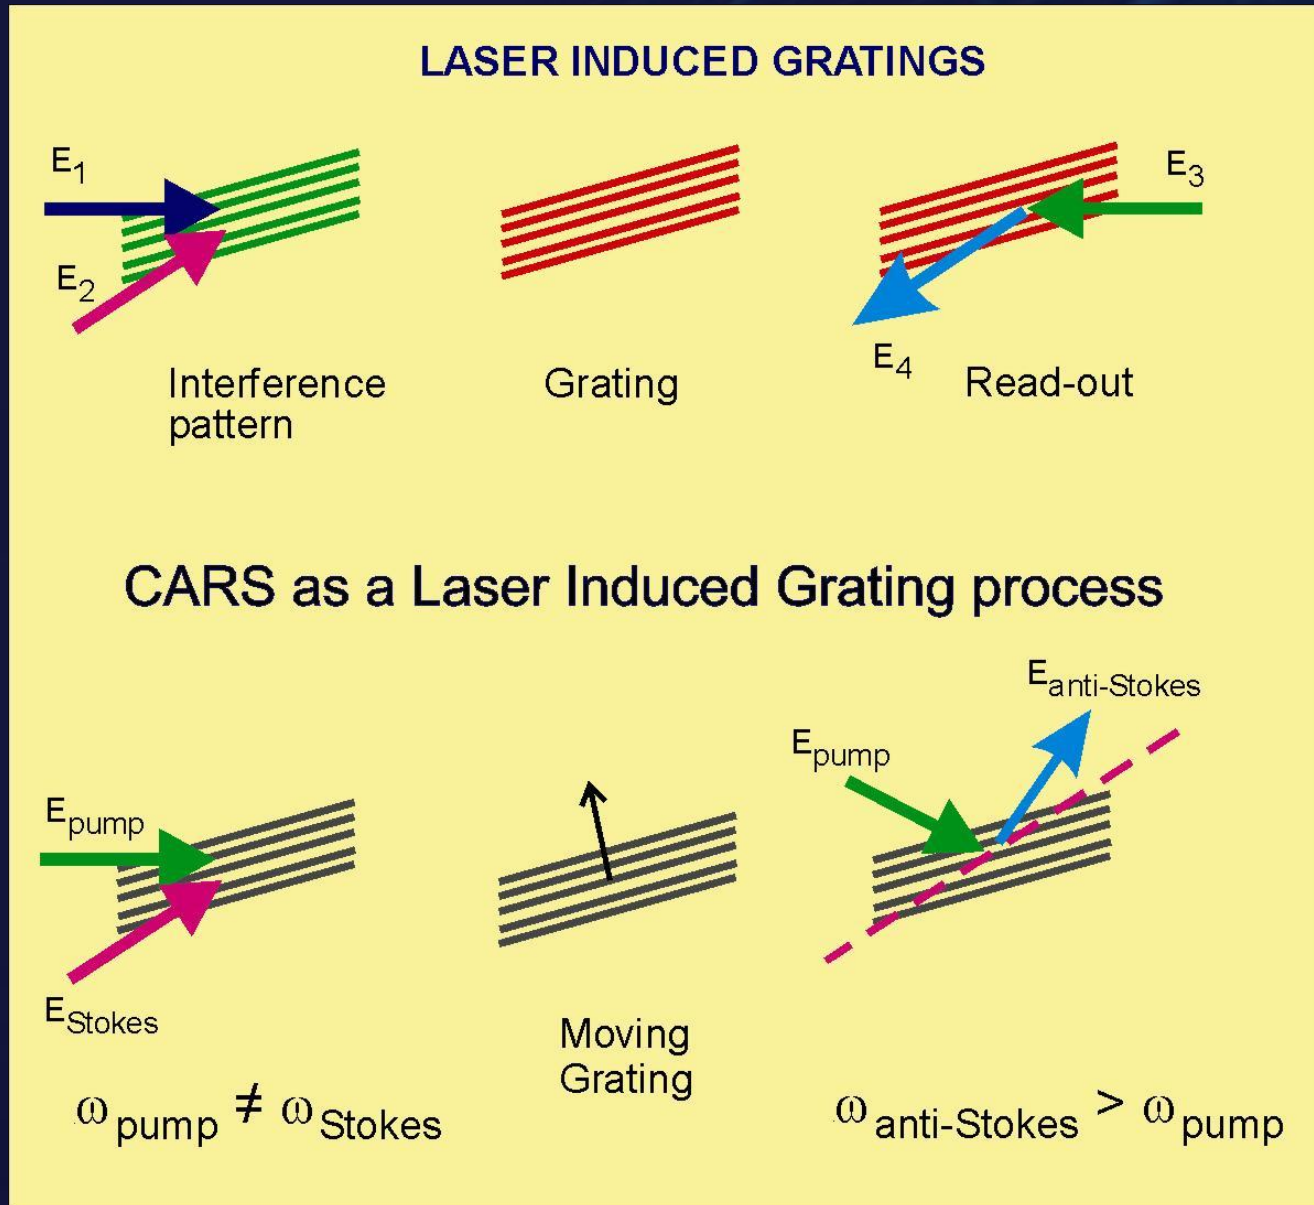 LASER INDUCED GRATINGS
E1
E2
E3
E4
Interference
pattern
Grating
Read-out
CARS as a Laser Induced Grating process
Epump
EStokes
Moving
Grating
Epump
Eanti-Stokes
ωpump ≠ ωStokes
ωanti-Stokes > ωpump